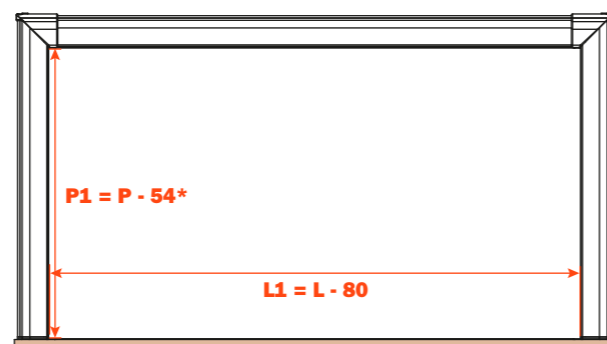 P1 = P - 54*
L1 = L - 80